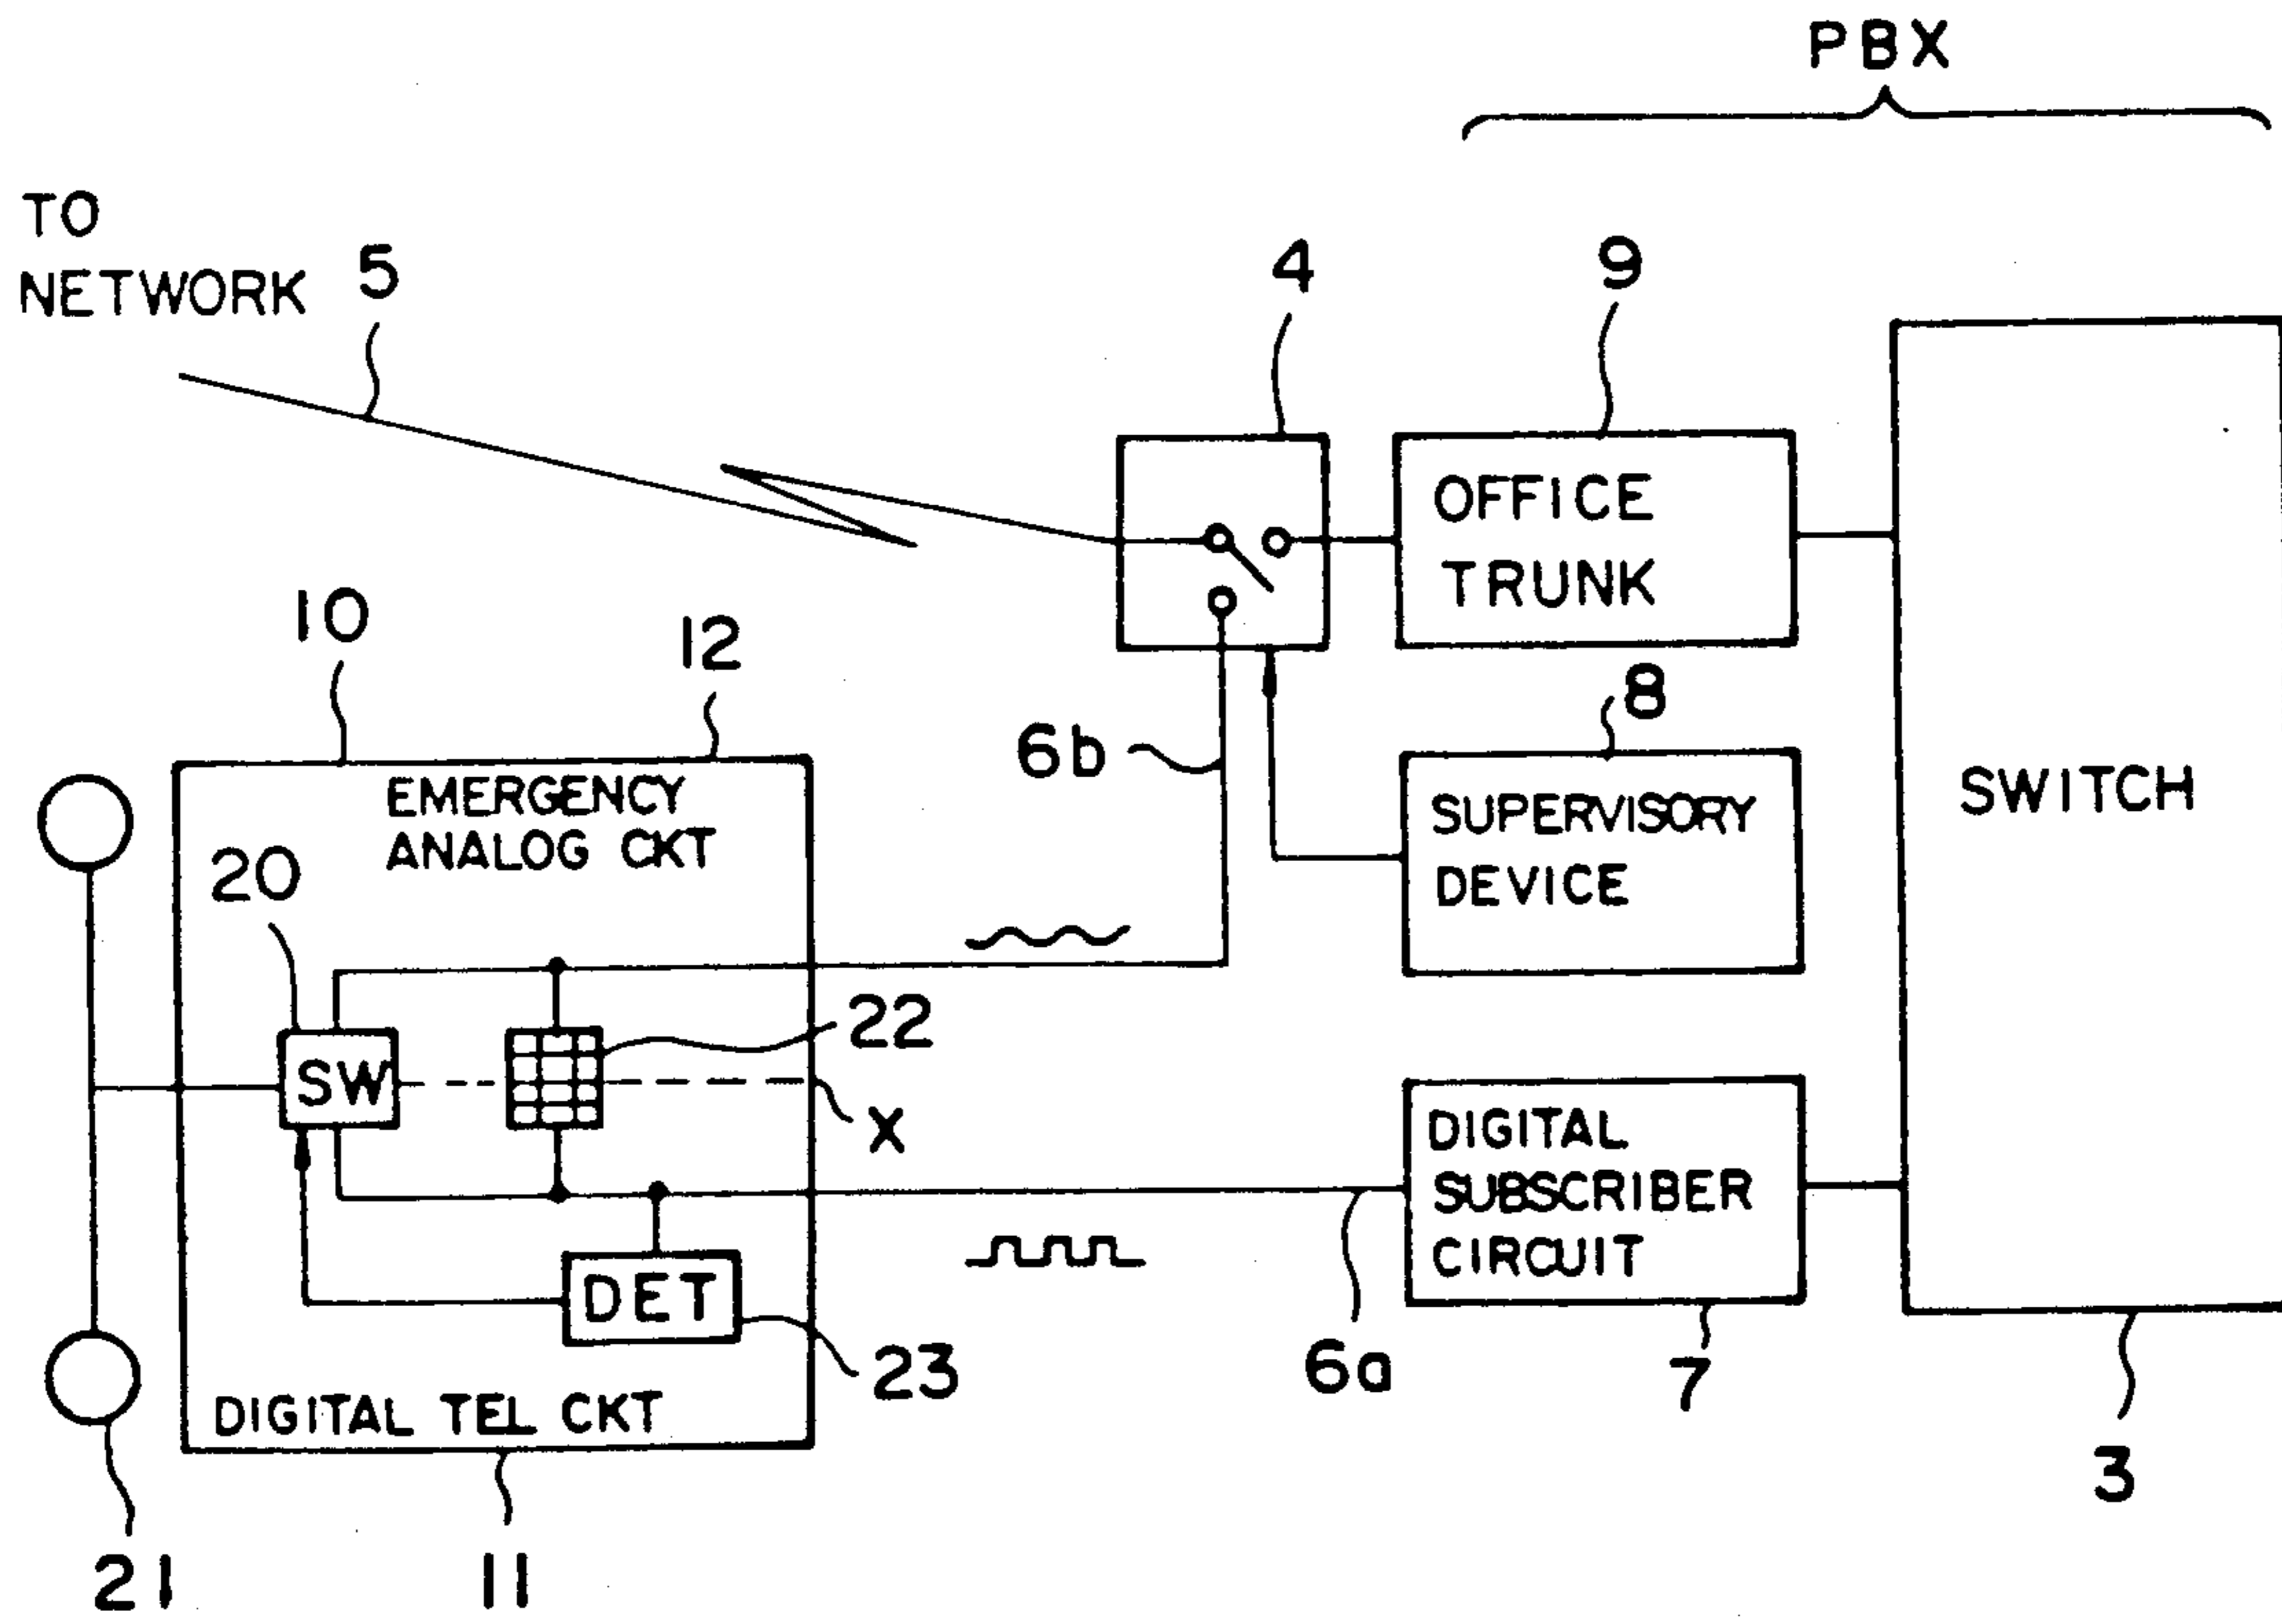 PBX
TO
NETWORK
5
4
9
OFFICE
TRUNK
10
12
6b
8
EMERGENCY
ANALOG CKT
SUPERVISORY
DEVICE
SWITCH
20
22
SW
X
DIGITAL
SUBSCRIBER
CIRCUIT
DET
23
6a
7
DIGITAL TEL CKT
3
21
11